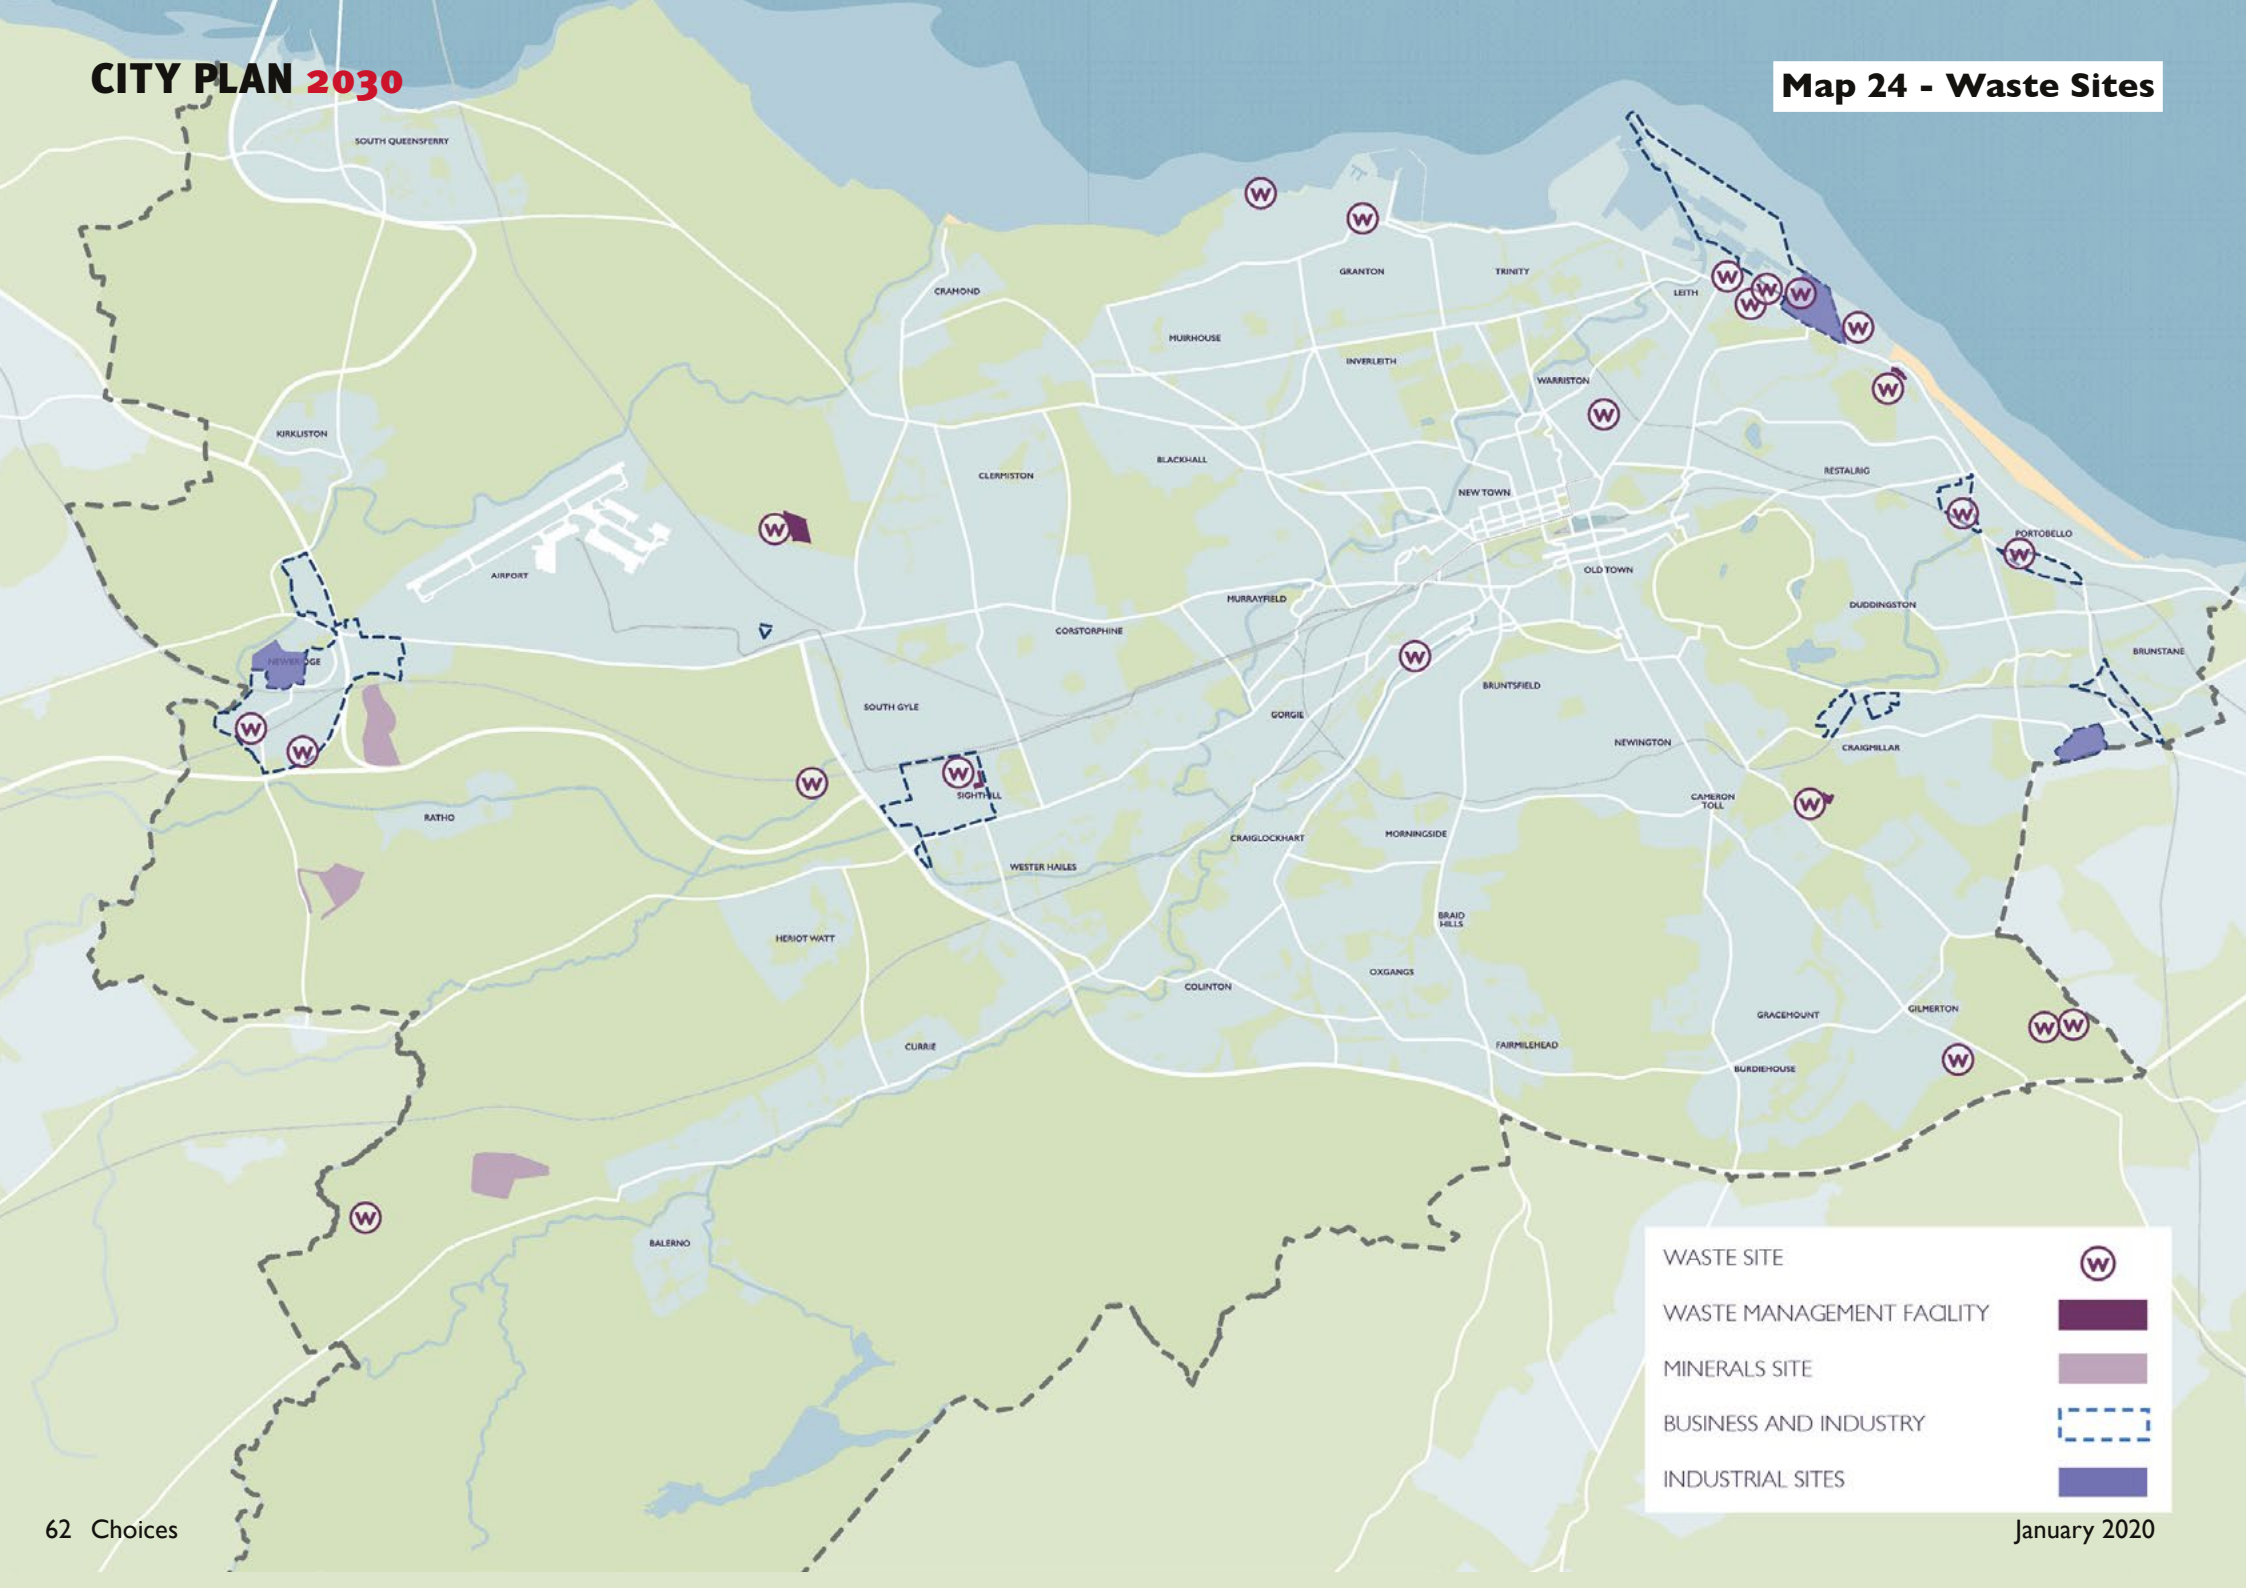 CITY PLAN 2030
Map 24 - Waste Sites
SOUTH QUEENSFERRY
W
W
GRANTON
TRINITY
LEITH
W
W
W
W
W
CRAMOND
MUIRHOUSE
INVERLEITH
WARRISTON
W
W
KIRKLISTON
BLACKHALL
CLERMISTON
NEW TOWN
RESTALRIG
W
W
PORTOBELLO
W
AIRPORT
OLD TOWN
MURRAYFIELD
DUDDINGSTON
CORSTORPHINE
BRUNSTANE
NEWBRIDGE
W
BRUNTSFIELD
SOUTH GYLE
GORGIE
W
W
NEWINGTON
CRAIGMILLAR
W
W
SIGHTHILL
CAMERON
TOLL
W
RATHO
CRAIGLOCKHART
MORNINGSIDE
WESTER HAILES
BRAID
HILLS
HERIOT WATT
OXGANGS
COLINTON
GRACEMOUNT
GILMERTON
W
W
CURRIE
FAIRMILEHEAD
W
BURDIEHOUSE
W
BALERNO
WASTE SITE
W
WASTE MANAGEMENT FACILITY
MINERALS SITE
BUSINESS AND INDUSTRY
INDUSTRIAL SITES
62 Choices
January 2020